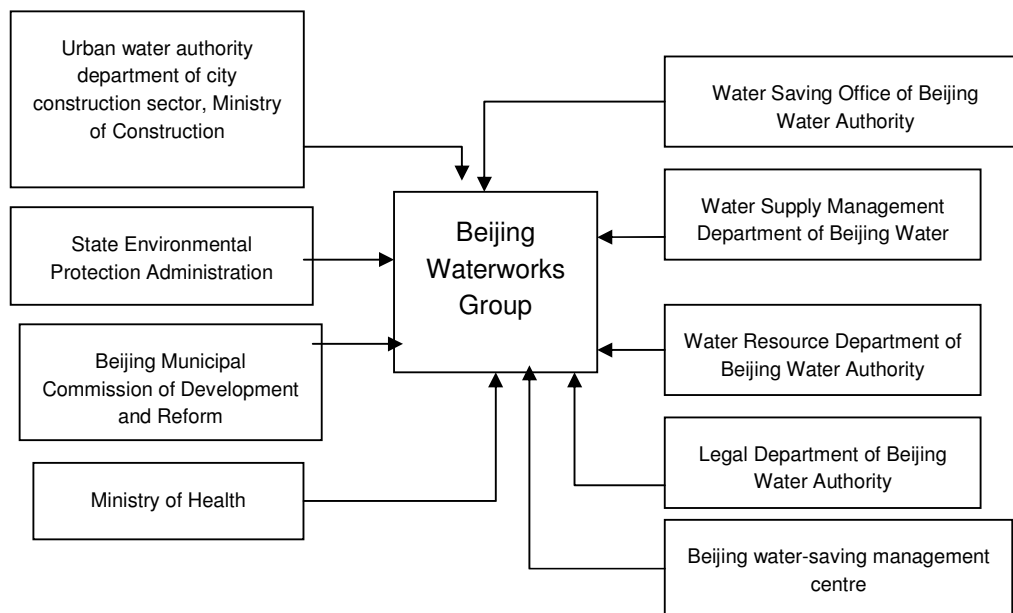 Urban water authority
department of city
construction sector, Ministry
of Construction
State Environmental
Protection Administration
Beijing Municipal
Commission of Development
and Reform
Ministry of Health
Beijing
Waterworks
Group
Water Saving Office of Beijing
Water Authority
Water Supply Management
Department of Beijing Water
Water Resource Department of
Beijing Water Authority
Legal Department of Beijing
Water Authority
Beijing water-saving management
centre